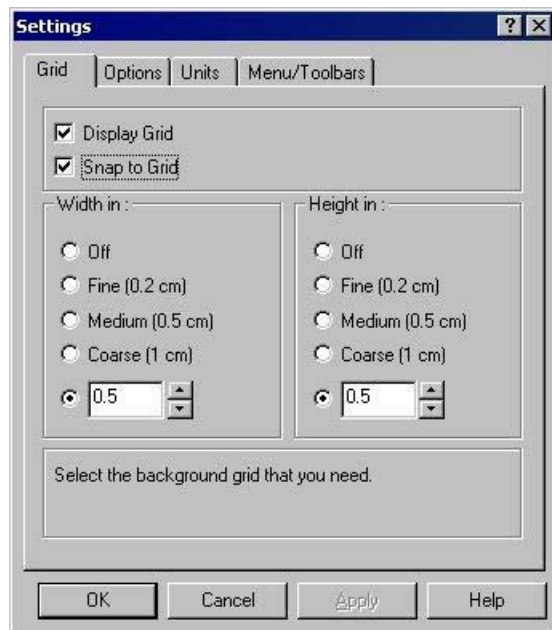 Settings
Grid Options Units Menu/Toolbars
Display Grid
Snap to Grid
Width in :
Off
Fine (0.2 cm)
Medium (0.5 cm)
Coarse (1 cm)
0.5
Height in :
Off
Fine (0.2 cm)
Medium (0.5 cm)
Coarse (1 cm)
0.5
Select the background grid that you need.
OK Cancel Apply Help